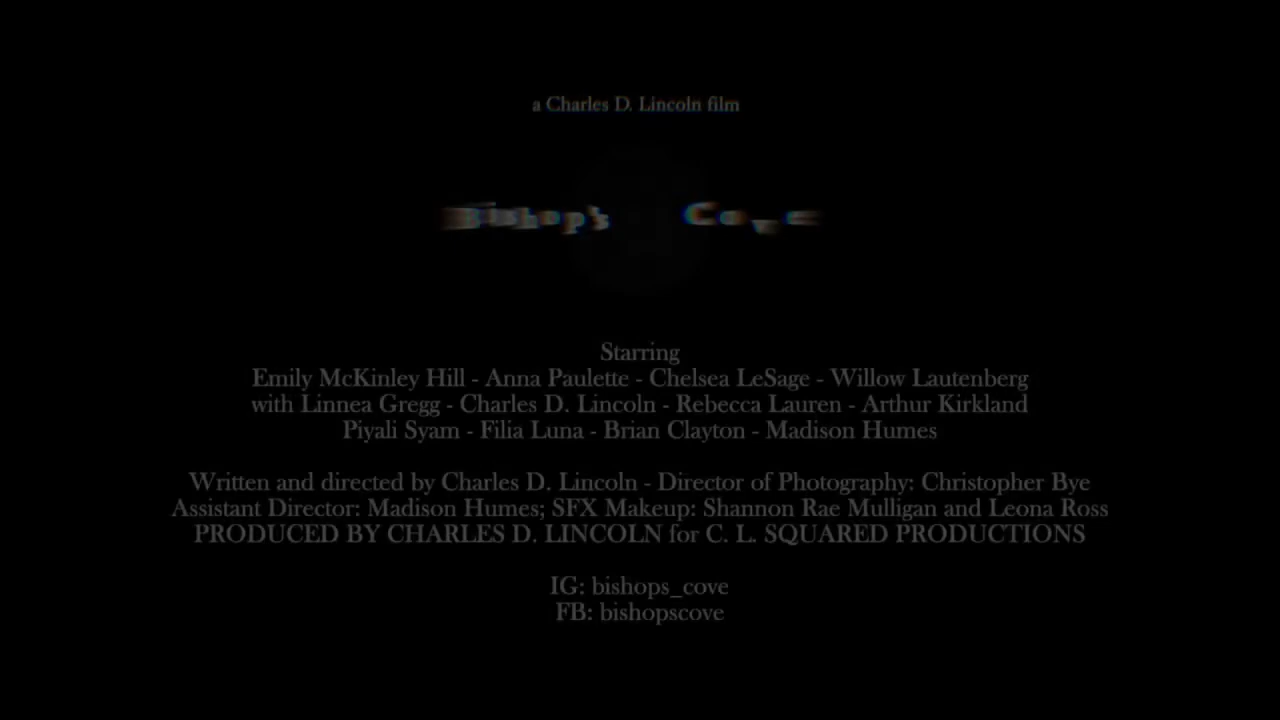 a Charles D. Lincoln film
Bishop's Cove
Starring
Emily McKinley Hill - Anna Paulette - Chelsea LeSage - Willow Lautenberg
with Linnea Gregg - Charles D. Lincoln - Rebecca Lauren - Arthur Kirkland
Piyali Syam - Filia Luna - Brian Clayton - Madison Humes
Written and directed by Charles D. Lincoln - Director of Photography: Christopher Bye
Assistant Director: Madison Humes; SFX Makeup: Shannon Rae Mulligan and Leona Ross
PRODUCED BY CHARLES D. LINCOLN for C. L. SQUARED PRODUCTIONS
IG: bishops_cove
FB: bishopscove